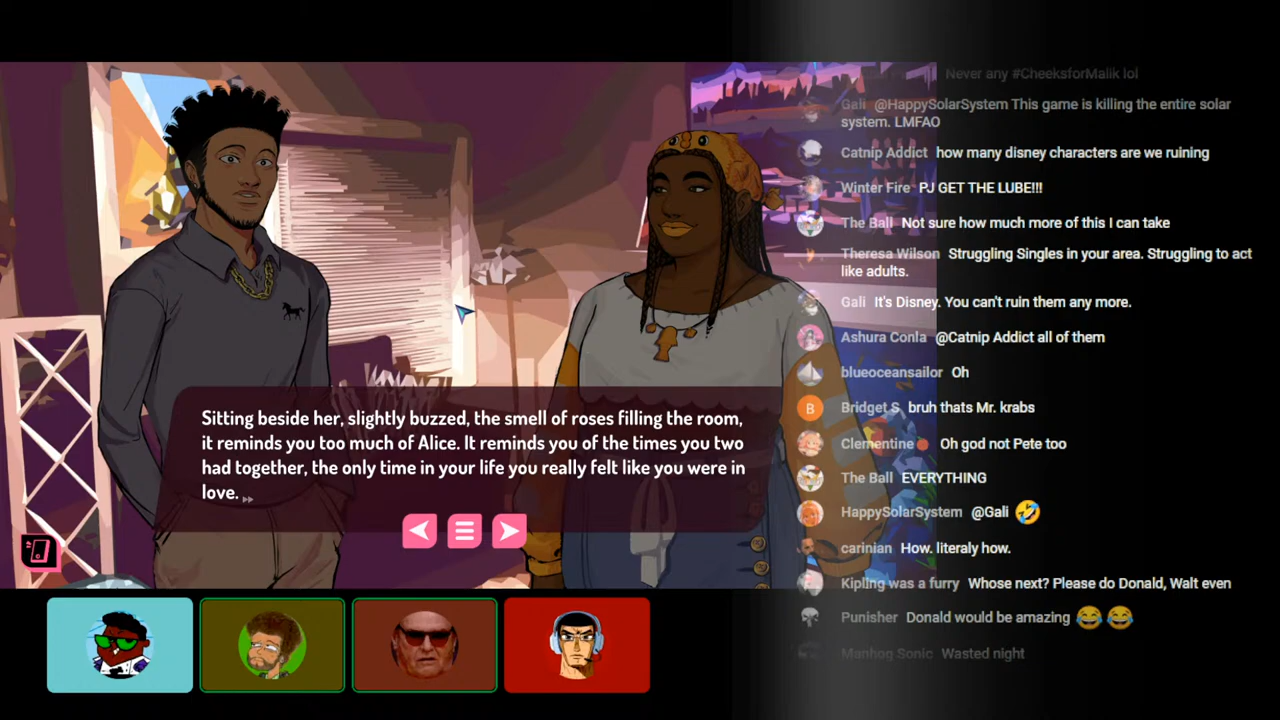 Sitting beside her, slightly buzzed, the smell of roses filling the room,
it reminds you too much of Alice. It reminds you of the times you two
had together, the only time in your life you really felt like you were in
love.
Never any #CheeksforMalik lol
Gali @HappySolarSystem This game is killing the entire solar
system. LMFAO
Catnip Addict how many disney characters are we ruining
Winter Fire PJ GET THE LUBE!!!
The Ball Not sure how much more of this I can take
Theresa Wilson Struggling Singles in your area. Struggling to act
like adults.
Gali It's Disney. You can't ruin them any more.
Ashura Conla @Catnip Addict all of them
blueoceansailor Oh
B
Bridget S bruh thats Mr. krabs
Clementine Oh god not Pete too
The Ball EVERYTHING
HappySolarSystem @Gali 🤣
carinian How. literaly how.
Kipling was a furry Whose next? Please do Donald, Walt even
Punisher Donald would be amazing 😂 😂
Manhog Sonic Wasted night